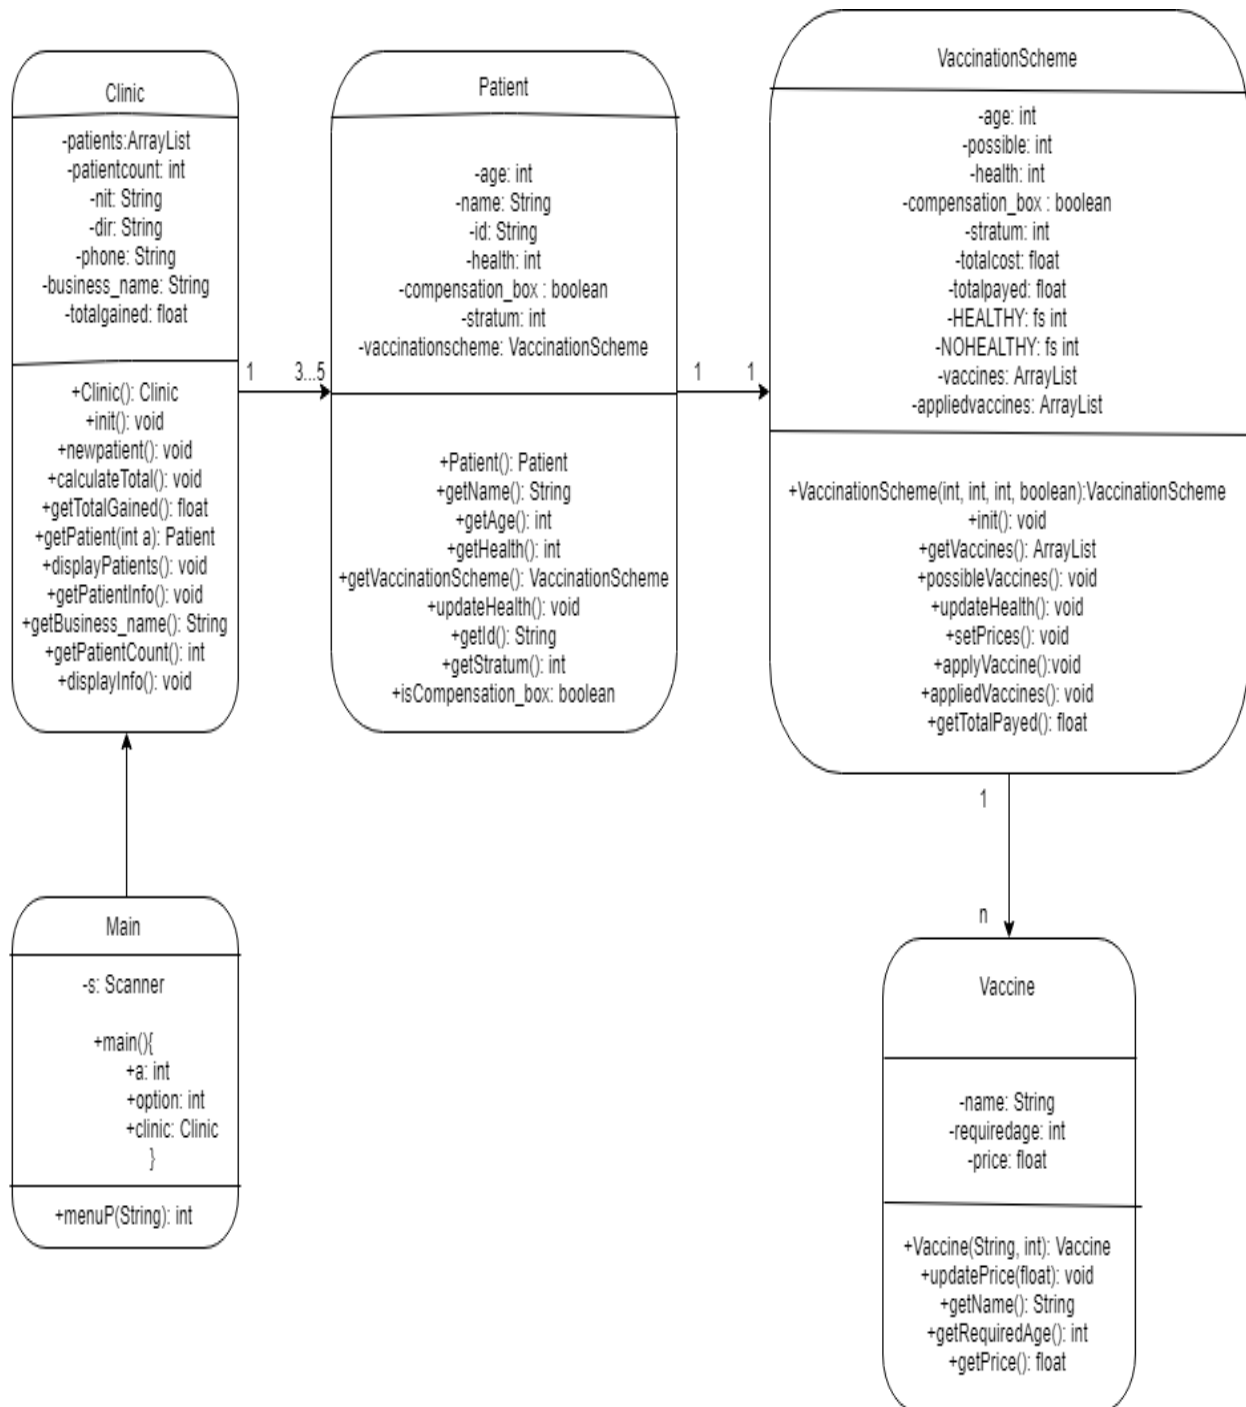 Clinic
-patients:ArrayList
-patientcount: int
-nit: String
-dir: String
-phone: String
-business_name: String
-totalgained: float
+Clinic(): Clinic
+init(): void
+newpatient(): void
+calculateTotal(): void
+getTotalGained(): float
+getPatient(int a): Patient
+displayPatients(): void
+getPatientInfo(): void
+getBusiness_name(): String
+getPatientCount(): int
+displayInfo(): void
1
3...5
Patient
-age: int
-name: String
-id: String
-health: int
-compensation_box : boolean
-stratum: int
-vaccinationscheme: VaccinationScheme
+Patient(): Patient
+getName(): String
+getAge(): int
+getHealth(): int
+getVaccinationScheme(): VaccinationScheme
+updateHealth(): void
+getId(): String
+getStratum(): int
+isCompensation_box: boolean
1
1
VaccinationScheme
-age: int
-possible: int
-health: int
-compensation_box : boolean
-stratum: int
-totalcost: float
-totalpayed: float
-HEALTHY: fs int
-NOHEALTHY: fs int
-vaccines: ArrayList
-appliedvaccines: ArrayList
+VaccinationScheme(int, int, int, boolean):VaccinationScheme
+init(): void
+getVaccines(): ArrayList
+possibleVaccines(): void
+updateHealth(): void
+setPrices(): void
+applyVaccine():void
+appliedVaccines(): void
+getTotalPayed(): float
1
n
Main
-s: Scanner
+main(){
+a: int
+option: int
+clinic: Clinic
}
+menuP(String): int
Vaccine
-name: String
-requiredage: int
-price: float
+Vaccine(String, int): Vaccine
+updatePrice(float): void
+getName(): String
+getRequiredAge(): int
+getPrice(): float